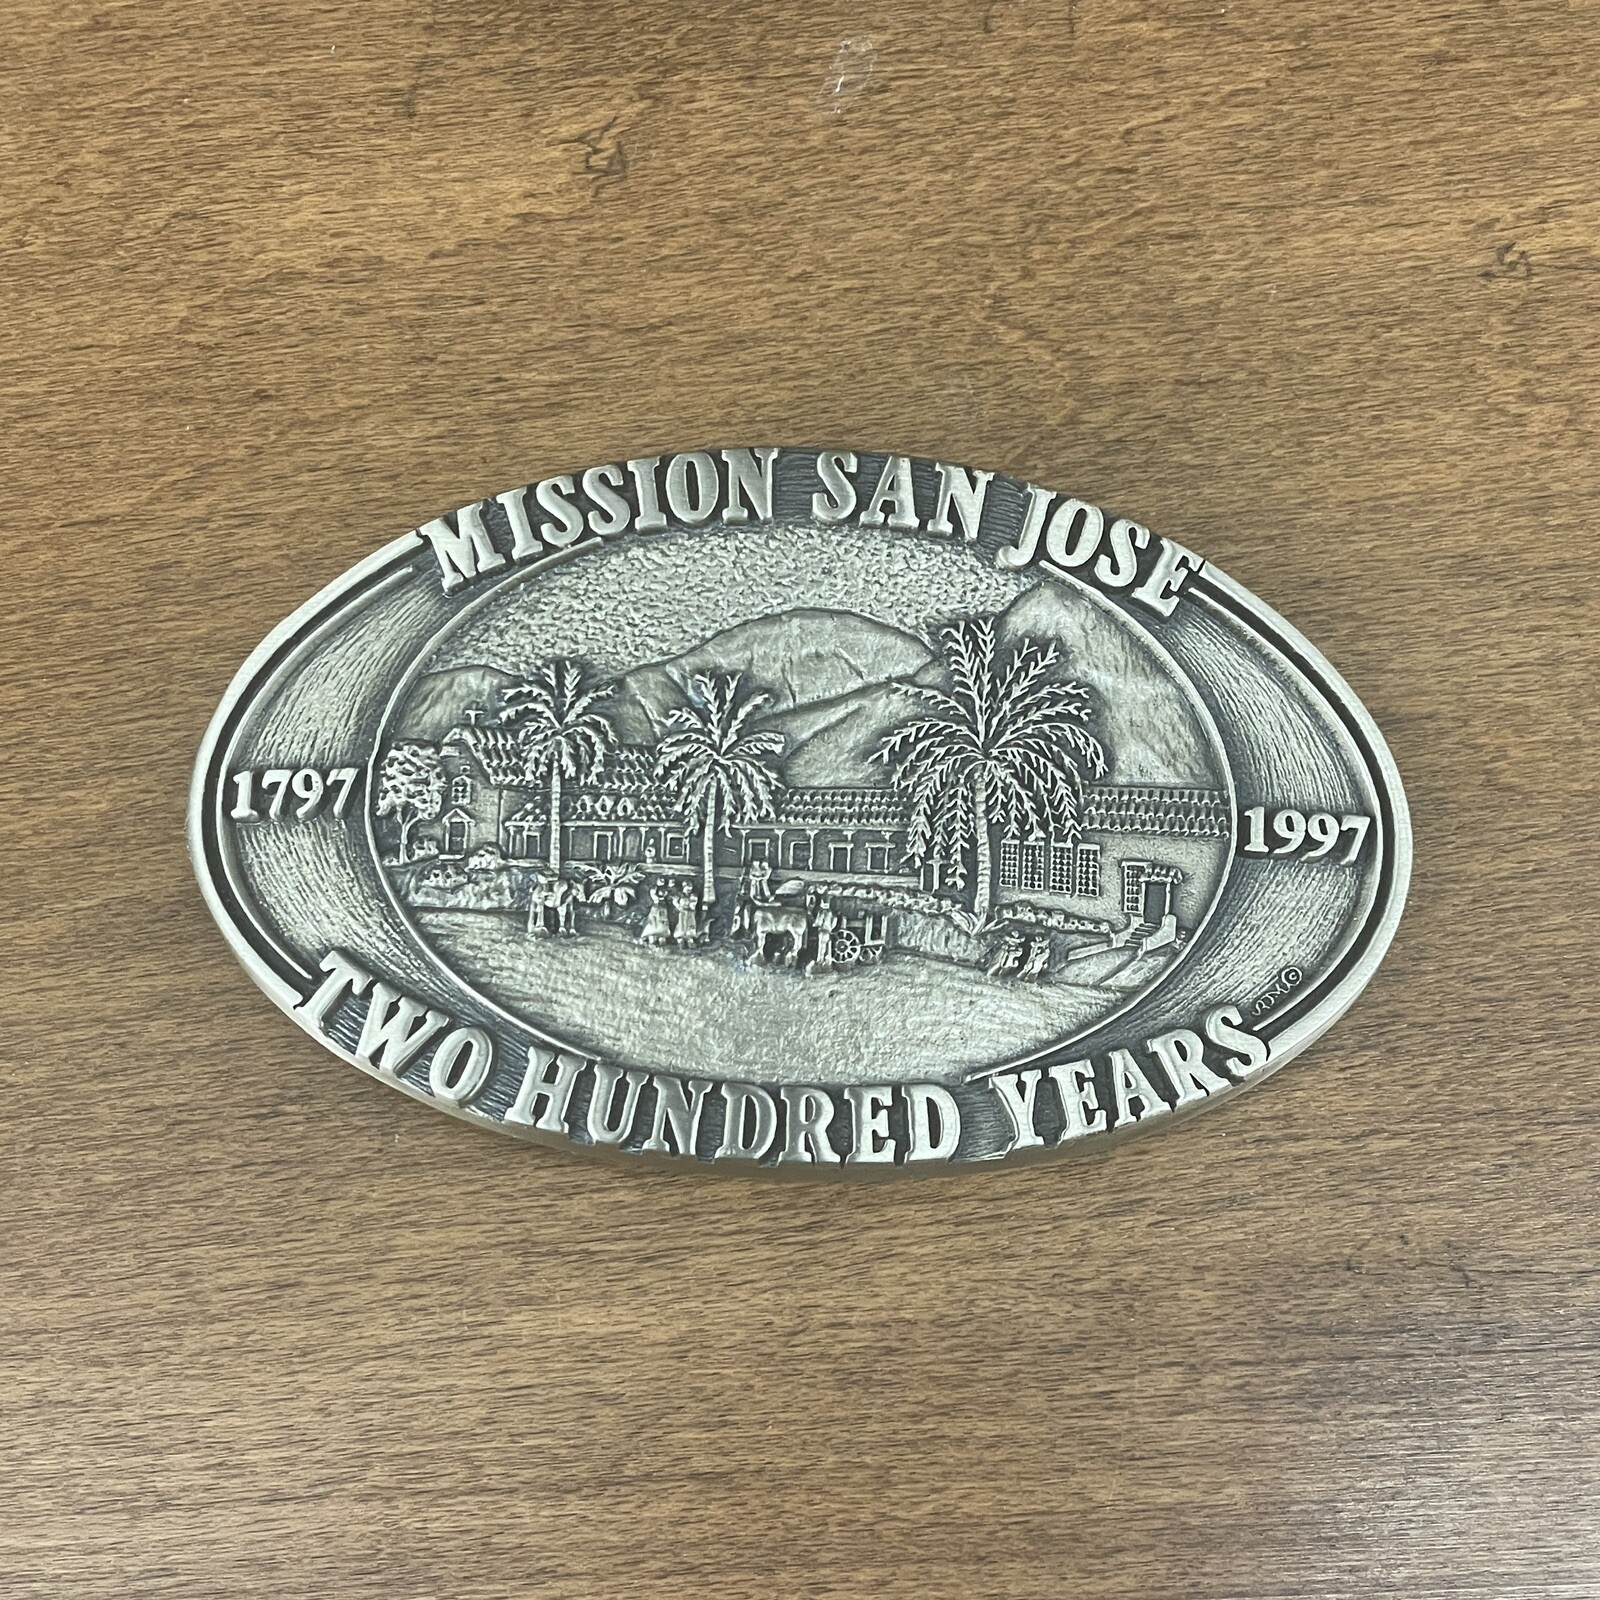 MISSION SAN JOSE
1797
1997
TWO HUNDRED YEARS
©